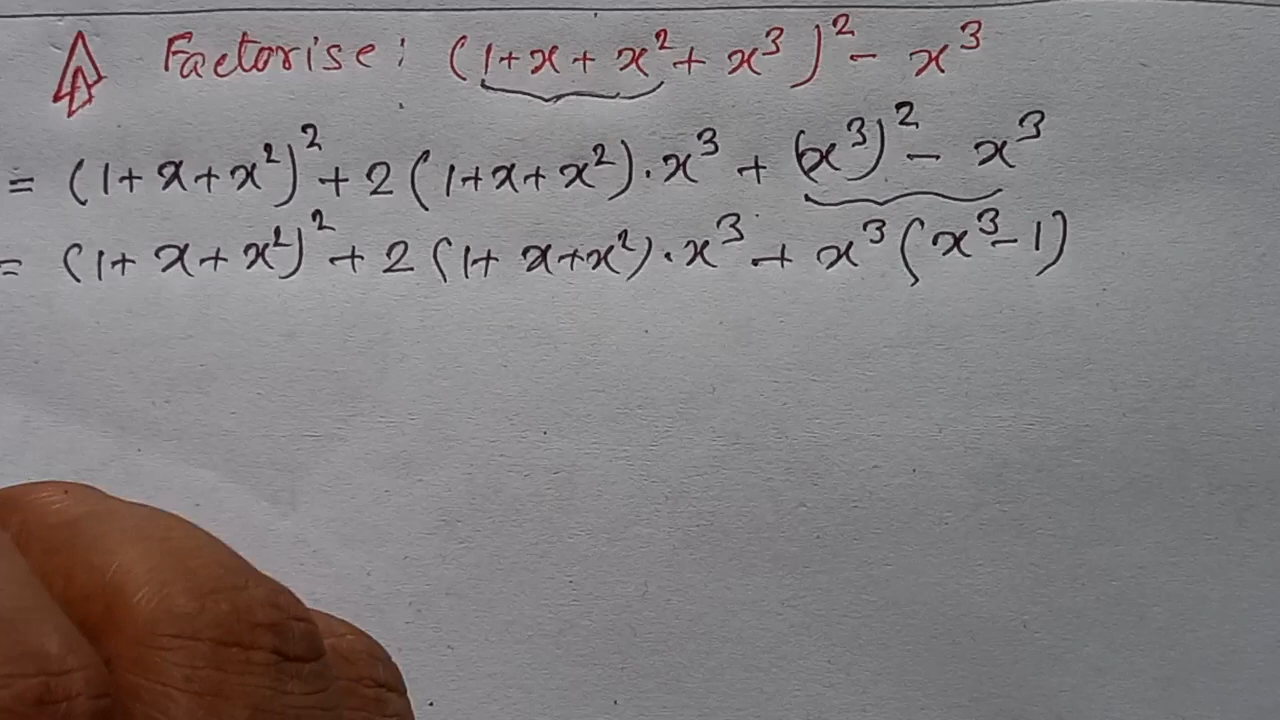 Factorise: (1+x+x²+x³)²-x³
= (1+x+x²)²+2(1+x+x²).x³+(x³)²-x³
= (1+x+x²)²+2(1+x+x²).x³+x³(x³-1)